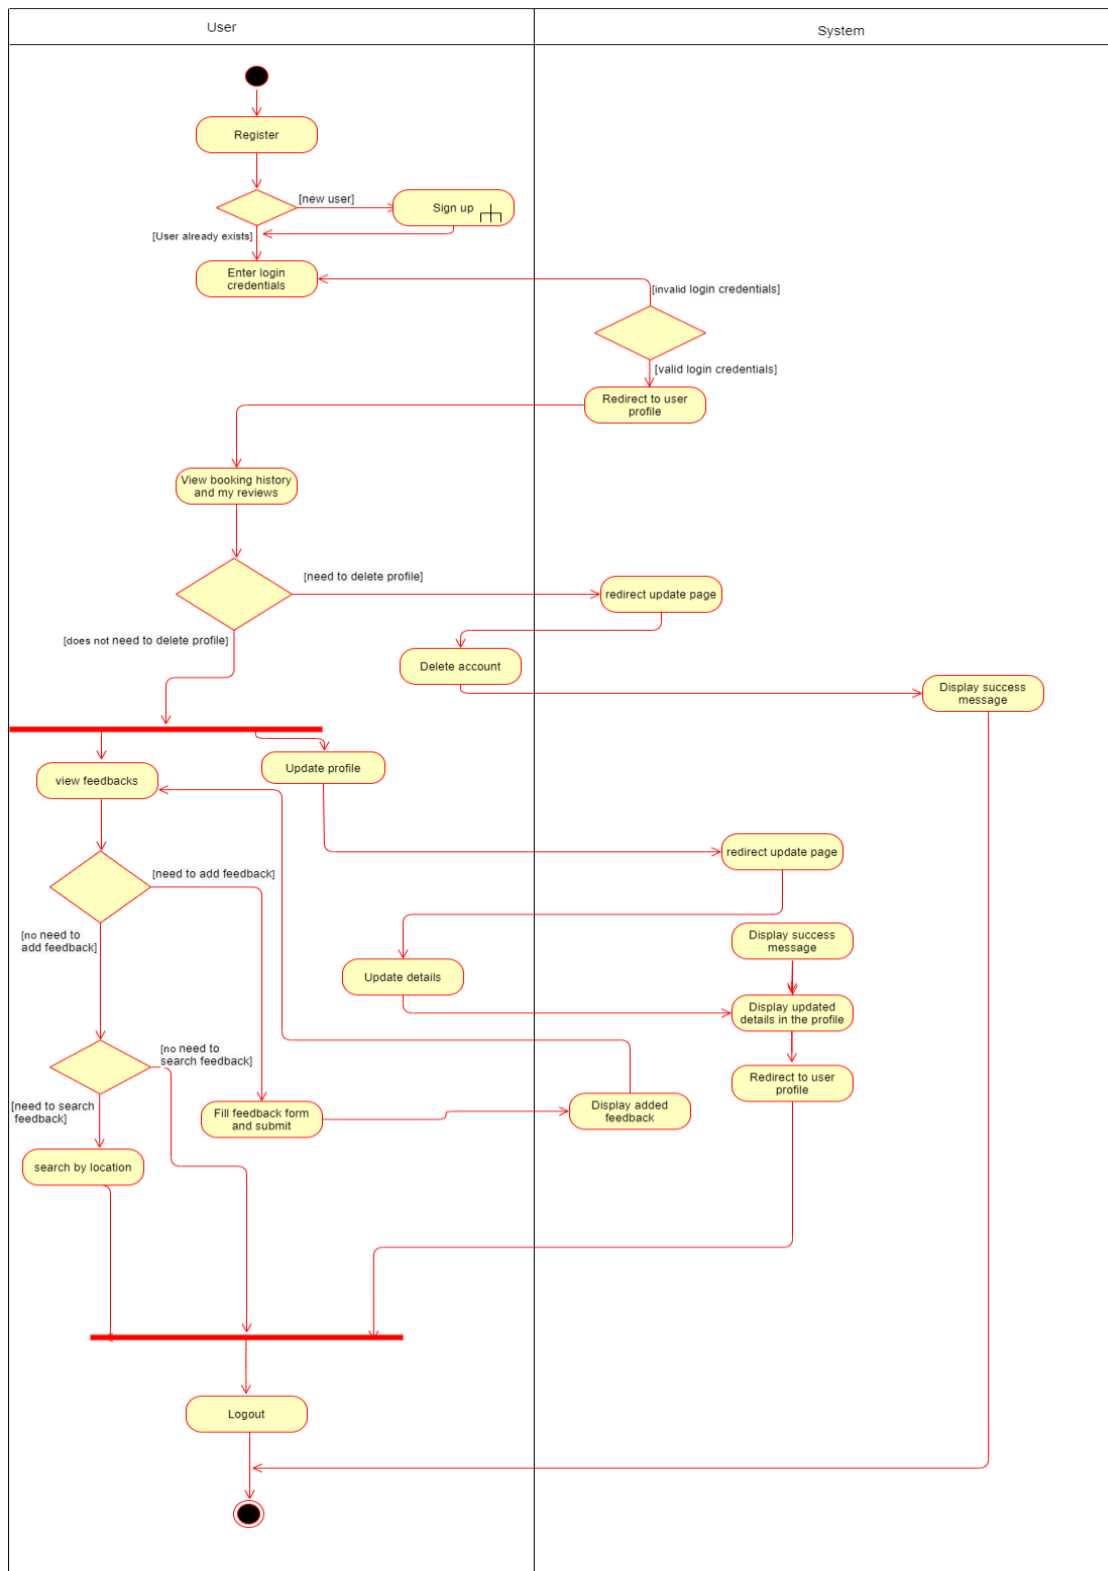 User
System
Register
[new user]
Sign up
[User already exists]
Enter login
credentials
[invalid login credentials]
[valid login credentials]
Redirect to user
profile
View booking history
and my reviews
[need to delete profile]
redirect update page
[does not need to delete profile]
Delete account
Display success
message
view feedbacks
Update profile
redirect update page
[need to add feedback]
[no need to
add feedback]
Display success
message
Update details
Display updated
details in the profile
[no need to
search feedback]
Redirect to user
profile
[need to search
feedback]
Fill feedback form
and submit
Display added
feedback
search by location
Logout